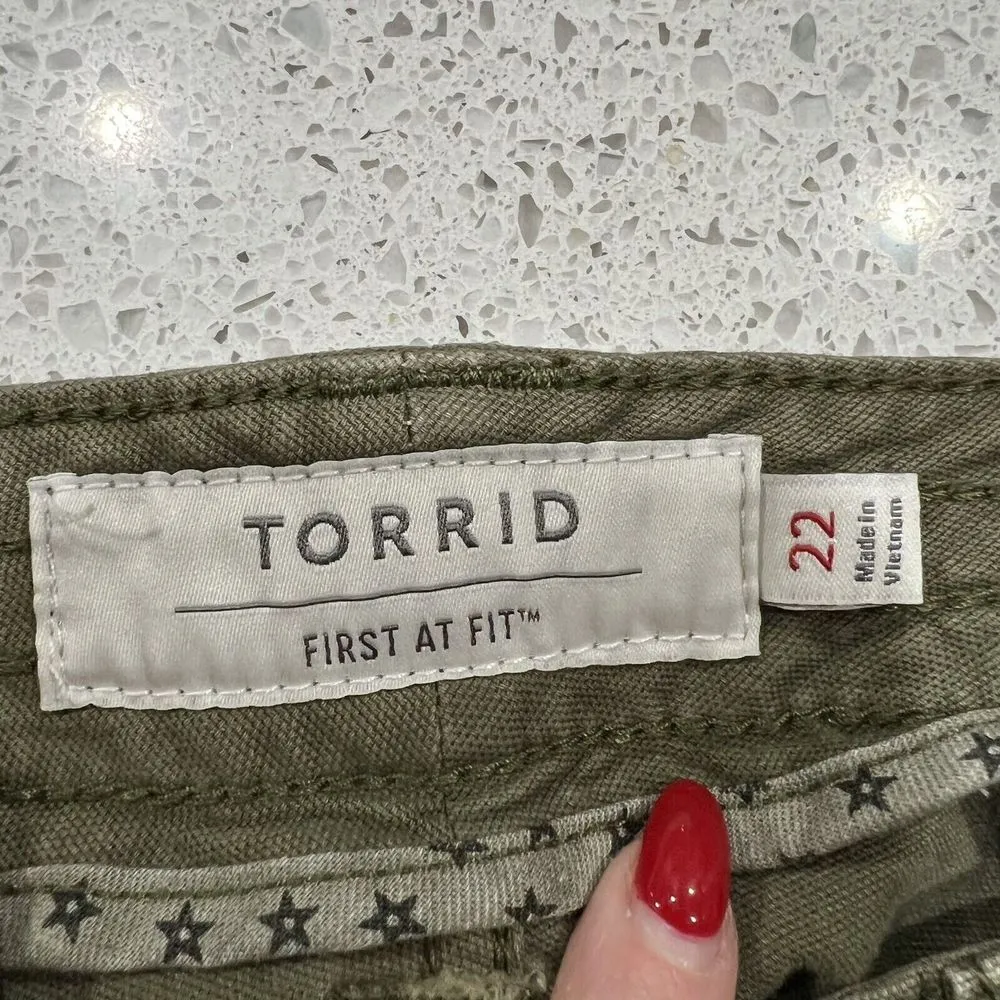 TORRID
FIRST AT FIT™
22
Made in
Vietnam